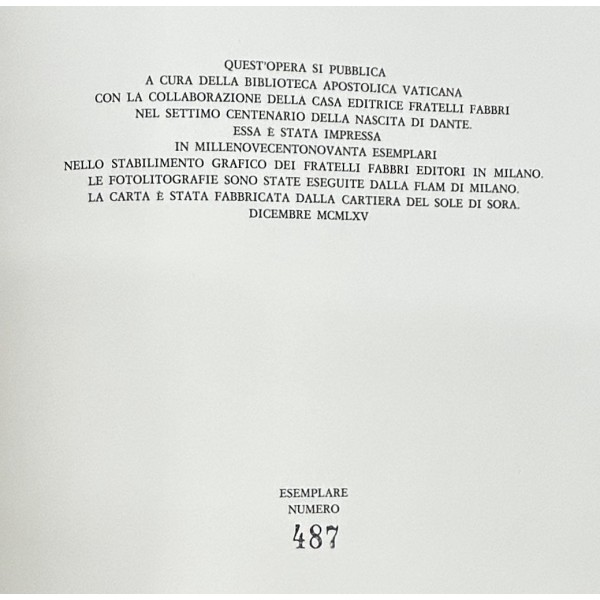 QUEST'OPERA SI PUBBLICA
A CURA DELLA BIBLIOTECA APOSTOLICA VATICANA
CON LA COLLABORAZIONE DELLA CASA EDITRICE FRATELLI FABBRI
NEL SETTIMO CENTENARIO DELLA NASCITA DI DANTE.
ESSA È STATA IMPRESSA
IN MILLENOVECENTONOVANTA ESEMPLARI
NELLO STABILIMENTO GRAFICO DEI FRATELLI FABBRI EDITORI IN MILANO.
LE FOTOLITOGRAFIE SONO STATE ESEGUITE DALLA FLAM DI MILANO.
LA CARTA È STATA FABBRICATA DALLA CARTIERA DEL SOLE DI SORA.
DICEMBRE MCMLXV
ESEMPLARE
NUMERO
487